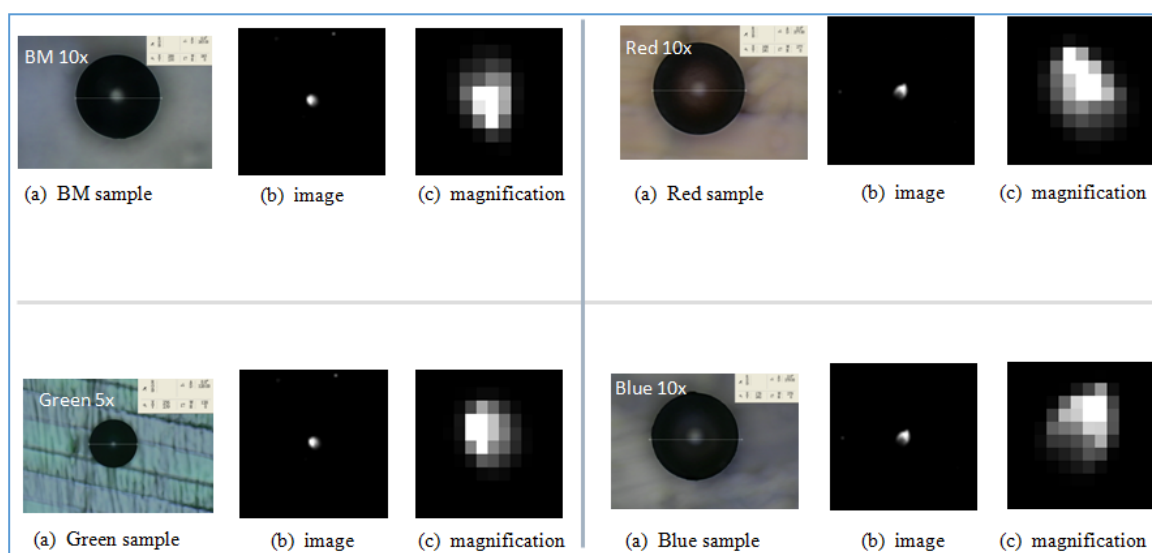 BM 10x
(a) BM sample
(b) image
(c) magnification
Red 10x
(a) Red sample
(b) image
(c) magnification
Green 5x
(a) Green sample
(b) image
(c) magnification
Blue 10x
(a) Blue sample
(b) image
(c) magnification